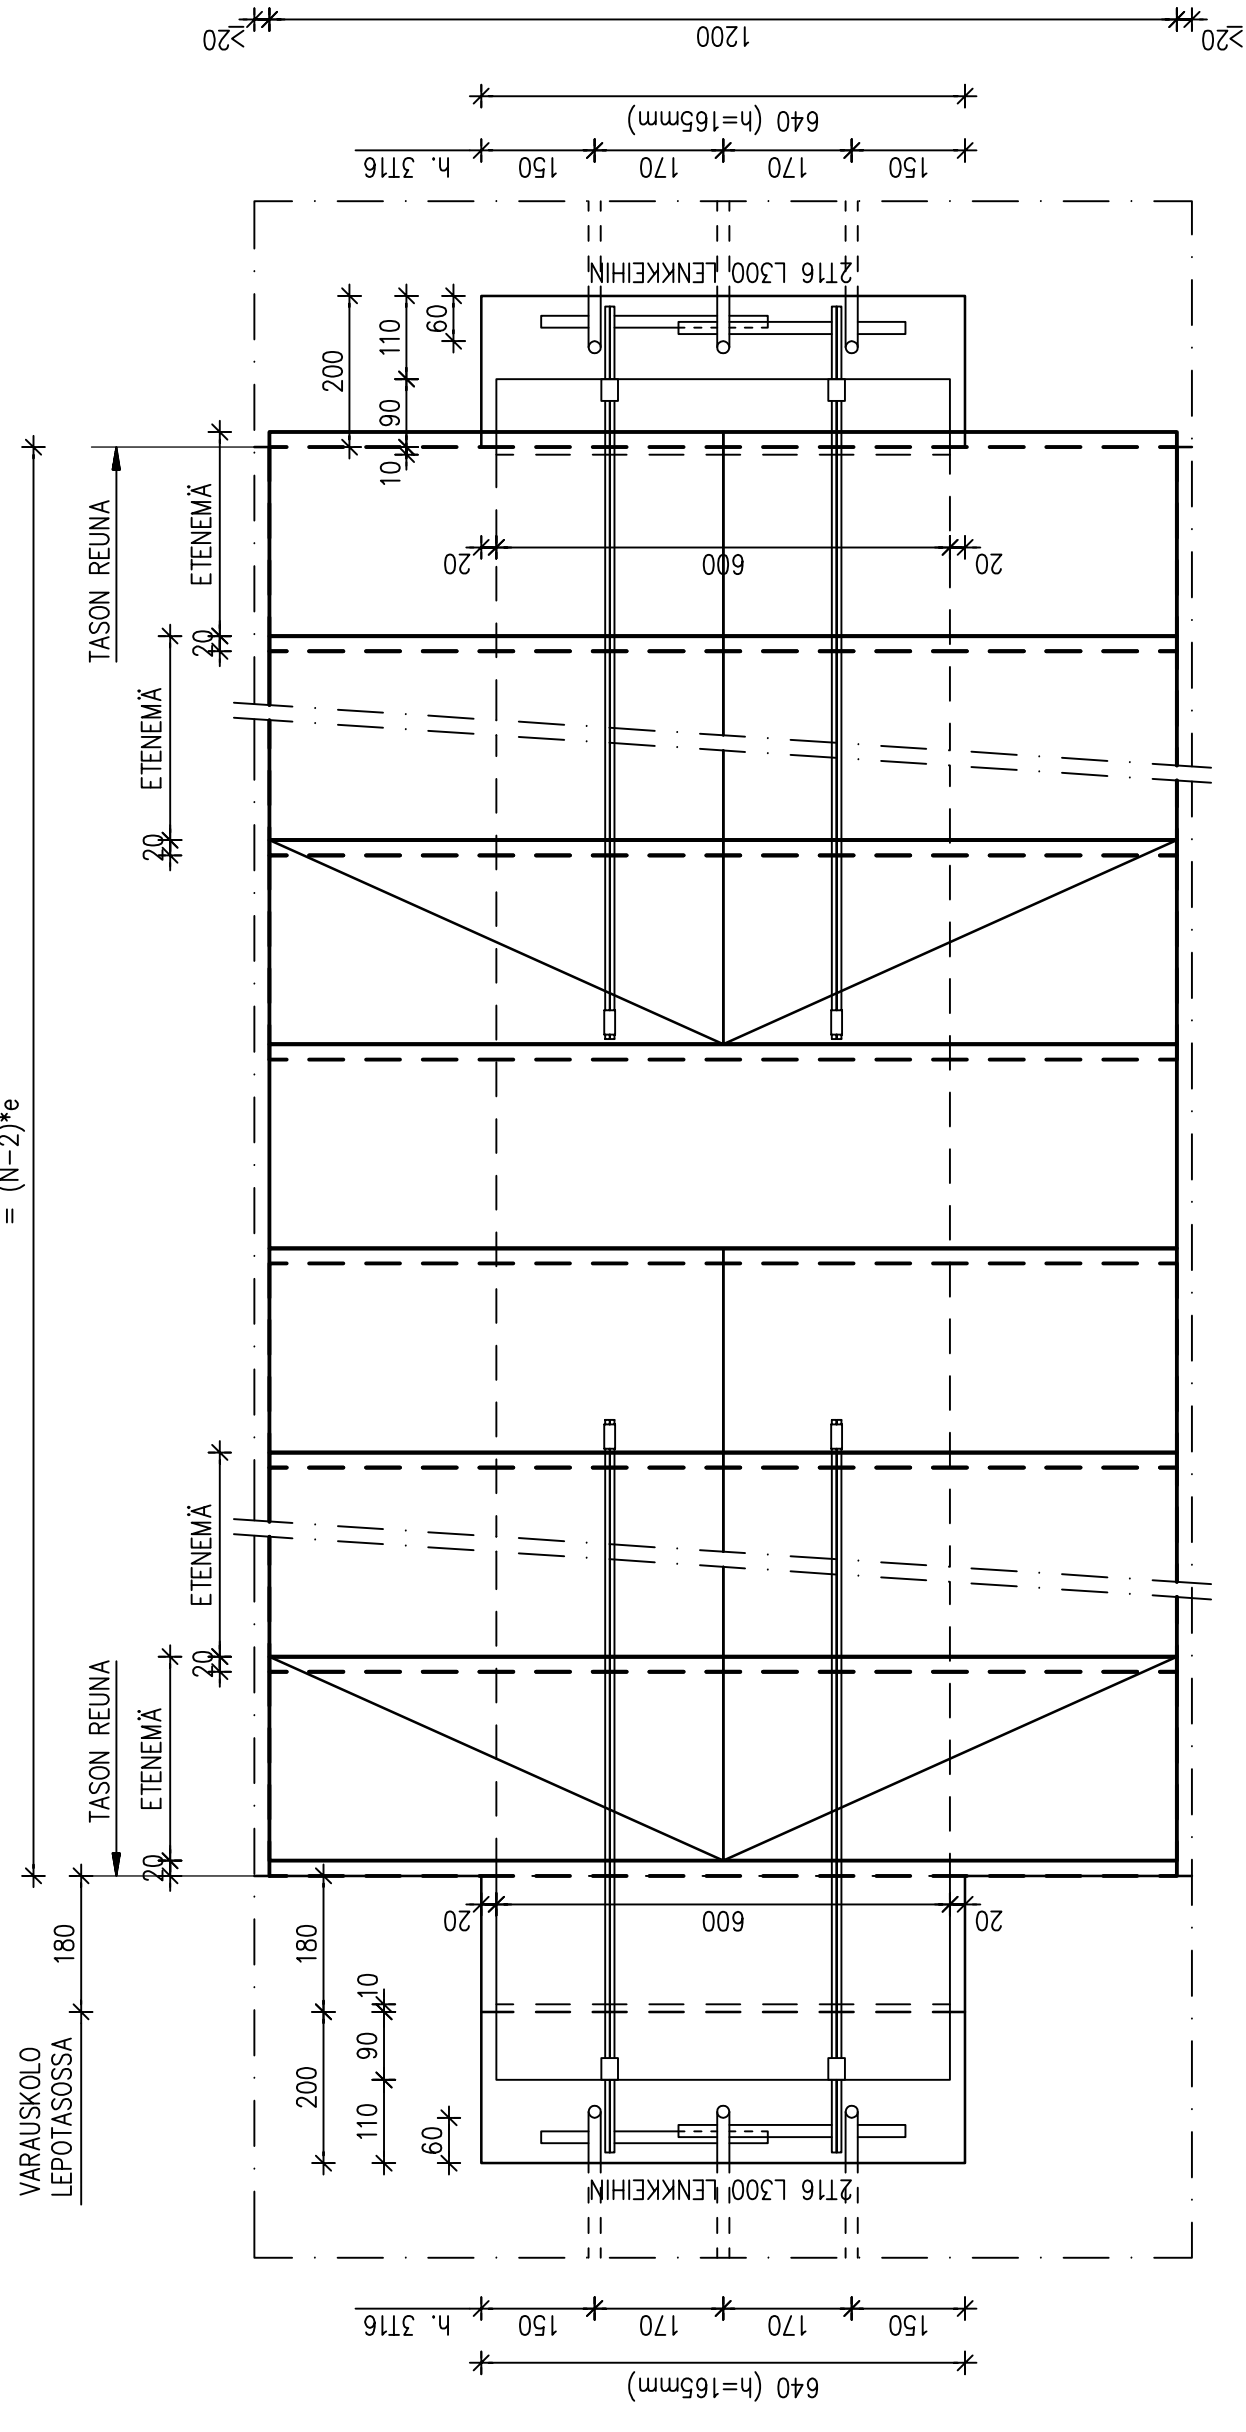 ≥20
1200
≥20
640 (h=165mm)
h. 3T16
150
170
170
150
2T16 L300 LENKKEIHIN
200
110
60
90
10
TASON REUNA
ETENEMÄ
20
600
20
20
ETENEMÄ
20
= (N-2)*e
ETENEMÄ
20
TASON REUNA
ETENEMÄ
20
180
180
20
600
20
VARAUSKOLO
LEPOTASOSSA
10
90
200
110
60
2T16 L300 LENKKEIHIN
h. 3T16
150
170
170
150
640 (h=165mm)